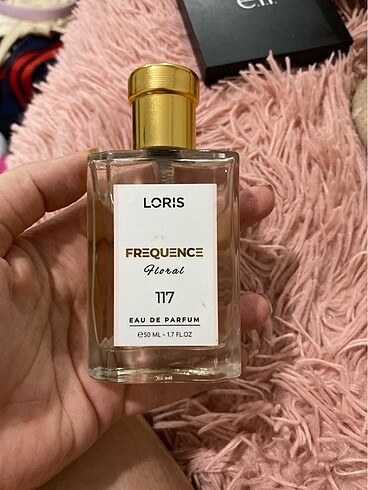 e.l.f.
LORIS
FREQUENCE
Floral
117
EAU DE PARFUM
℮50 ML - 1.7 FL.OZ